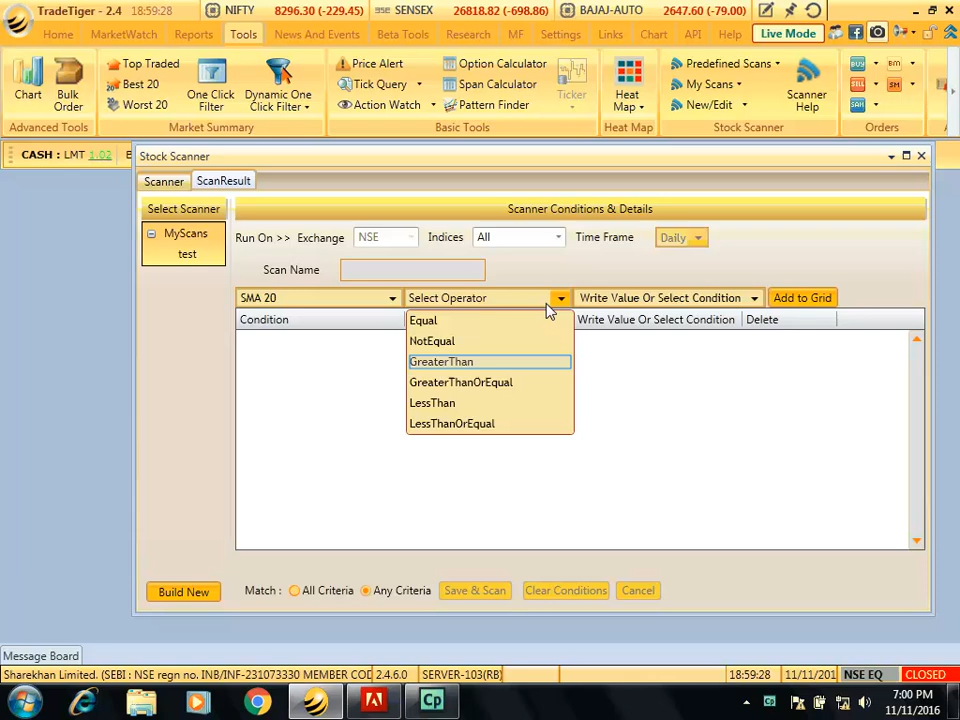 TradeTiger - 2.4 18:59:28
NIFTY 8296.30 (-229.45) SENSEX 26818.82 (-698.86) BAJAJ-AUTO 2647.60 (-79.00)
Home MarketWatch Reports Tools News And Events Beta Tools Research MF Settings Links Chart API Help Live Mode
Chart
Bulk Order
Advanced Tools
Top Traded
Best 20
Worst 20
One Click Filter
Dynamic One Click Filter
Market Summary
Price Alert
Tick Query
Action Watch
Option Calculator
Span Calculator
Pattern Finder
Ticker
Basic Tools
Heat Map
Heat Map
Predefined Scans
My Scans
New/Edit
Scanner Help
Stock Scanner
BUY
SELL
Orders
CASH : LMT 1.02
Stock Scanner
Scanner ScanResult
Select Scanner
MyScans
test
Scanner Conditions & Details
Run On >> Exchange NSE Indices All Time Frame Daily
Scan Name
SMA 20 Select Operator Write Value Or Select Condition Add to Grid
Condition Write Value Or Select Condition Delete
Equal
NotEqual
GreaterThan
GreaterThanOrEqual
LessThan
LessThanOrEqual
Build New Match : All Criteria Any Criteria Save & Scan Clear Conditions Cancel
Message Board
Sharekhan Limited. (SEBI : NSE regn no. INB/INF-231073330 MEMBER COD 2.4.6.0 SERVER-103(RB) 18:59:28 11/11/201 NSE EQ CLOSED
Cp
7:00 PM
11/11/2016